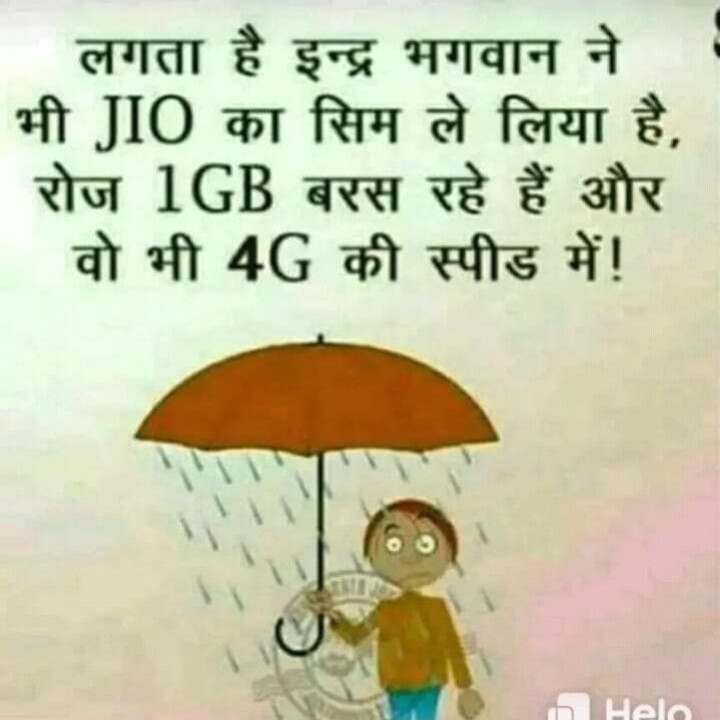 लगता है इन्द्र भगवान ने
भी JIO का सिम ले लिया है,
रोज 1GB बरस रहे हैं और
वो भी 4G की स्पीड में!
Helo